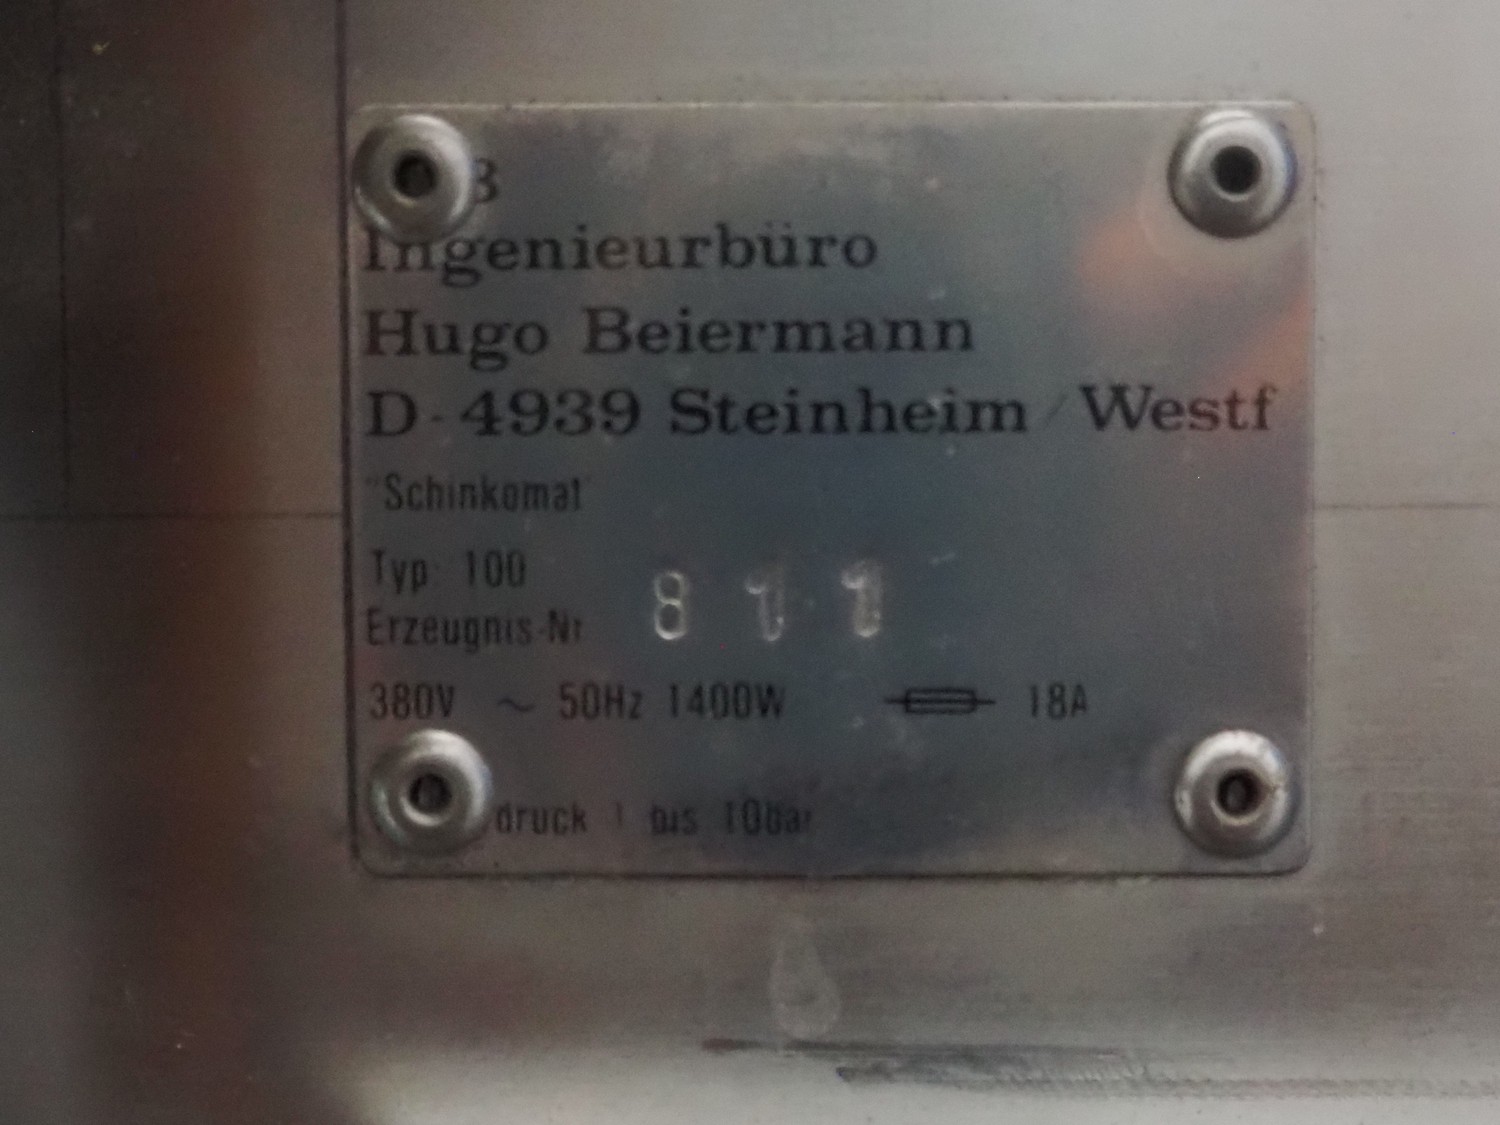 Ingenieurbüro
Hugo Beiermann
D-4939 Steinheim/Westf
"Schinkomat"
Typ: 100
Erzeugnis-Nr 811
380V ~ 50Hz 1400W 18A
druck 1 bis 10bar